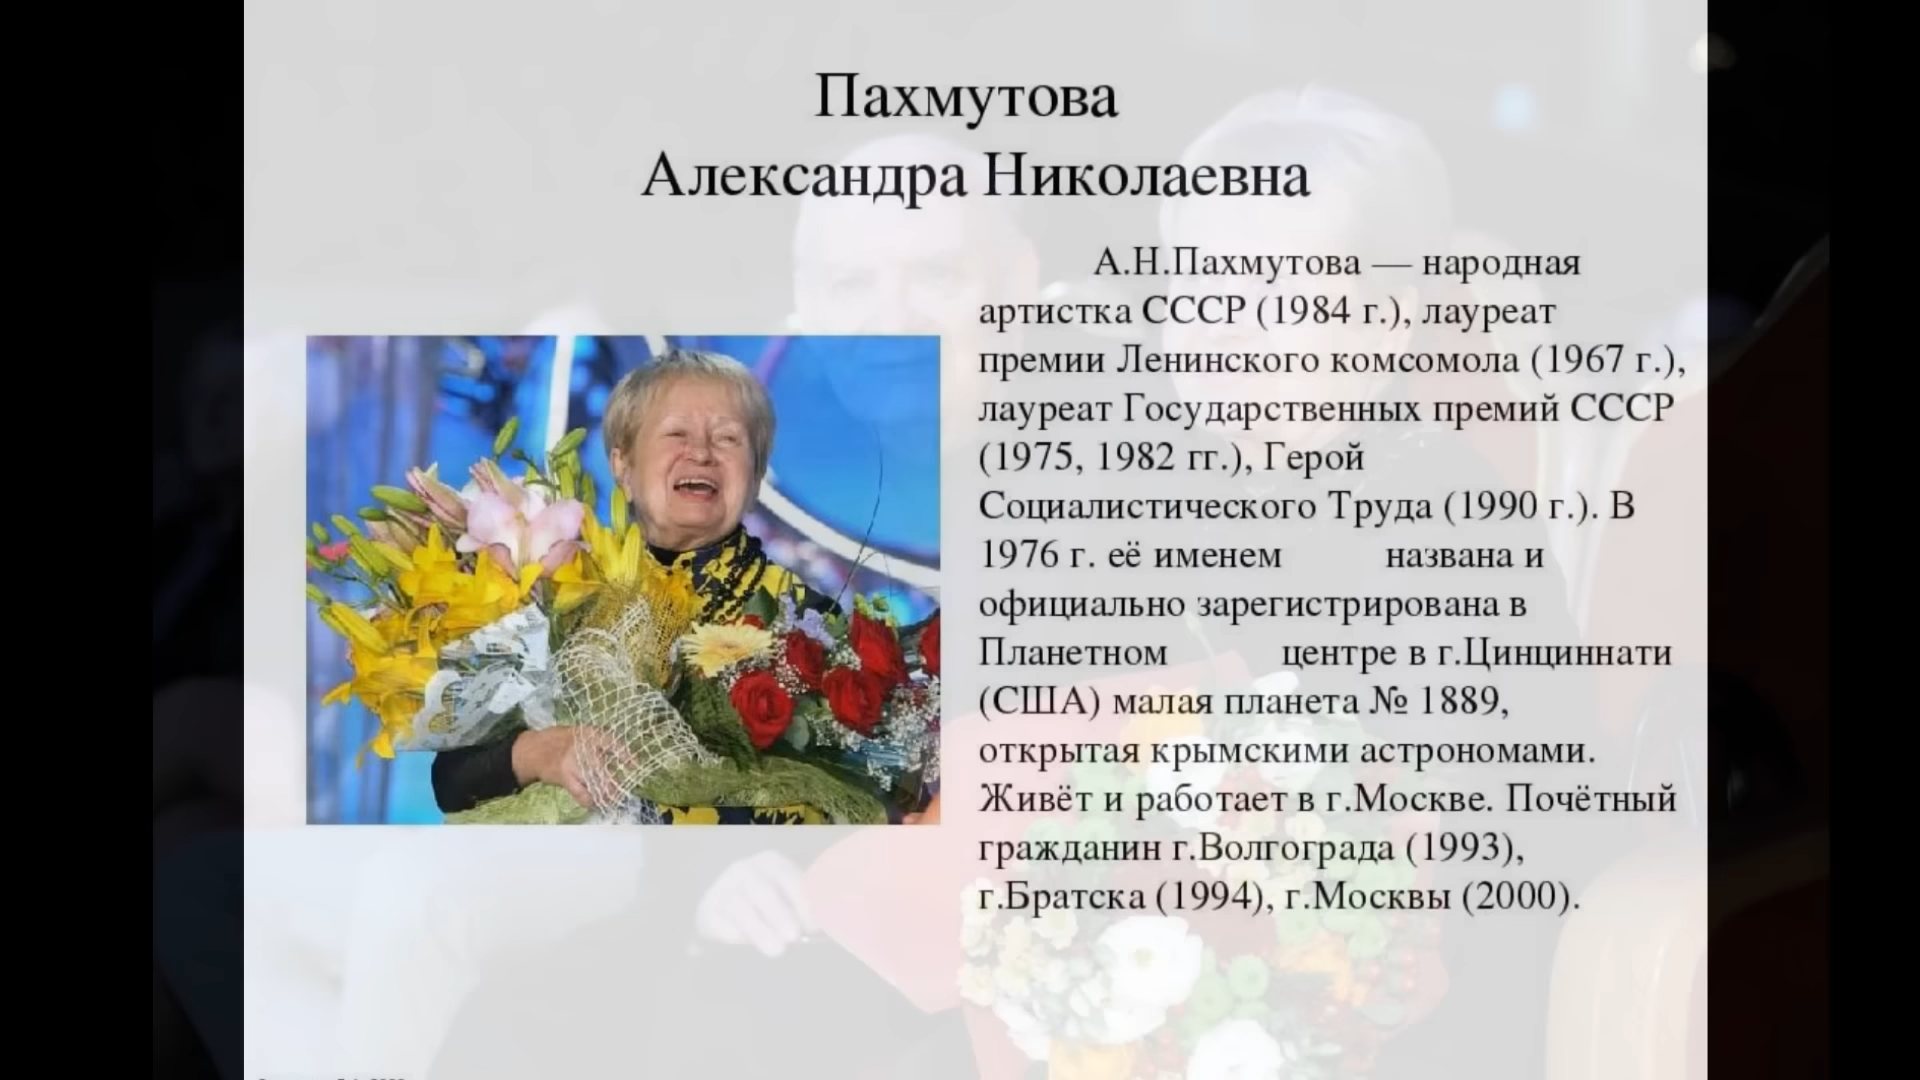 Пахмутова
Александра Николаевна
А.Н.Пахмутова — народная
артистка СССР (1984 г.), лауреат
премии Ленинского комсомола (1967 г.),
лауреат Государственных премий СССР
(1975, 1982 гг.), Герой
Социалистического Труда (1990 г.). В
1976 г. её именем названа и
официально зарегистрирована в
Планетном центре в г.Цинциннати
(США) малая планета № 1889,
открытая крымскими астрономами.
Живёт и работает в г.Москве. Почётный
гражданин г.Волгограда (1993),
г.Братска (1994), г.Москвы (2000).